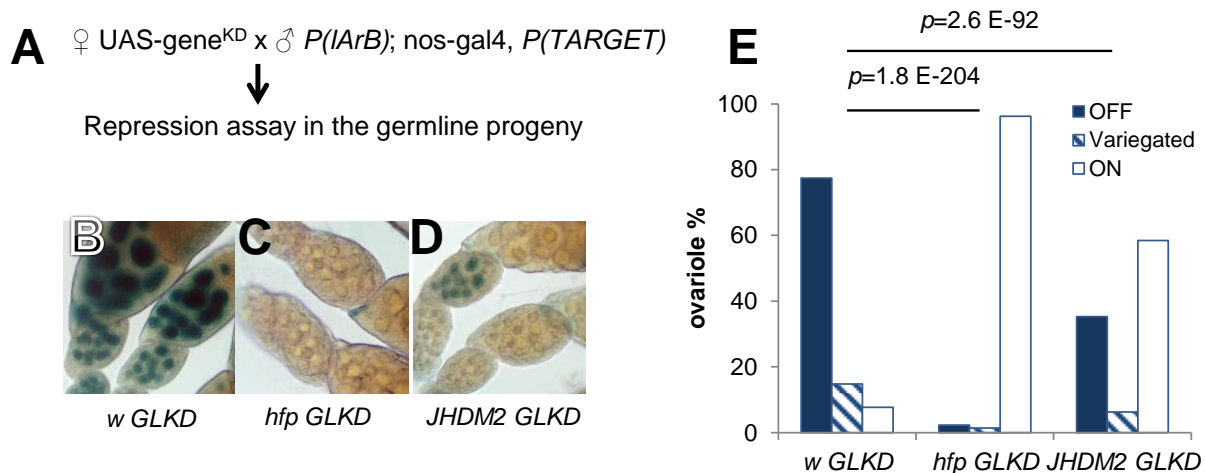 A ♀ UAS-gene^KD x ♂ P(lArB); nos-gal4, P(TARGET)
Repression assay in the germline progeny
B
C
D
w GLKD
hfp GLKD
JHDM2 GLKD
E
p=2.6 E-92
p=1.8 E-204
OFF
Variegated
ON
ovariole %
100
80
60
40
20
0
w GLKD
hfp GLKD
JHDM2 GLKD